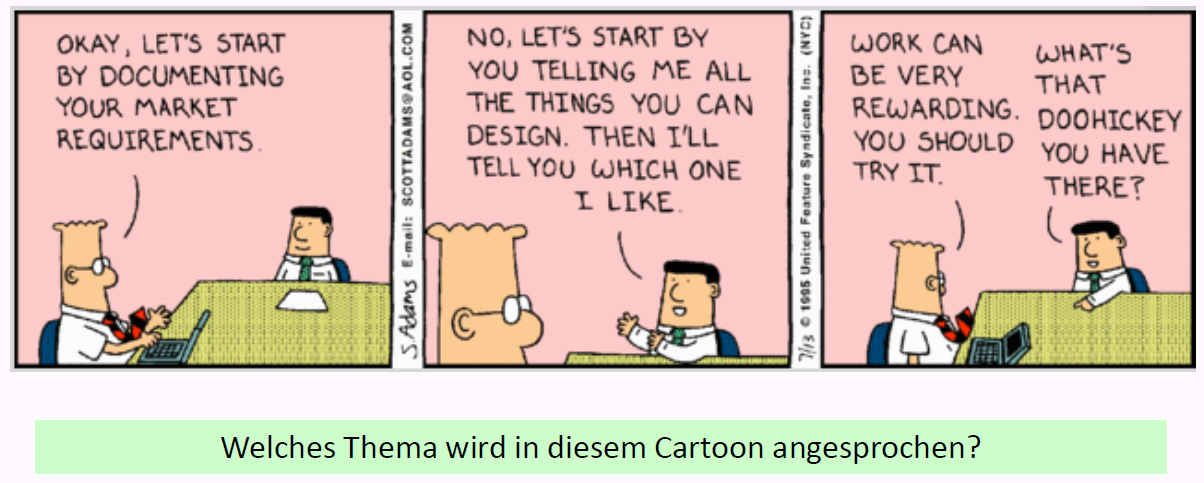 OKAY, LET'S START
BY DOCUMENTING
YOUR MARKET
REQUIREMENTS.
S. Adams E-mail: SCOTTADAMS@AOL.COM
NO, LET'S START BY
YOU TELLING ME ALL
THE THINGS YOU CAN
DESIGN. THEN I'LL
TELL YOU WHICH ONE
I LIKE.
7/13 © 1995 United Feature Syndicate, Inc. (NYC)
WORK CAN
BE VERY
REWARDING.
YOU SHOULD
TRY IT.
WHAT'S
THAT
DOOHICKEY
YOU HAVE
THERE?
Welches Thema wird in diesem Cartoon angesprochen?